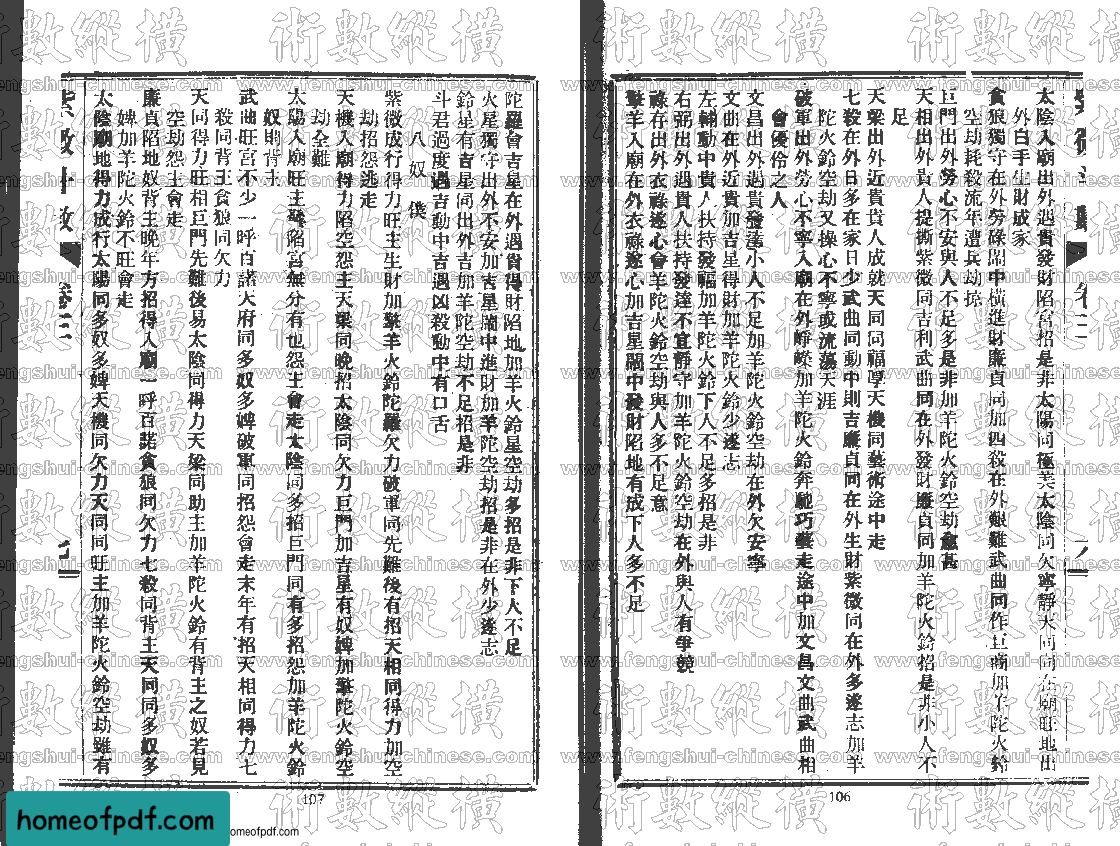 太陰入廟出外遇貴發財陷宮招是非太陽同極美太陰同欠寧靜天同同在廟旺地出
外白手生財成家
貪狼獨守在外勞碌鬧中橫進財廉貞同加四殺在外艱難武曲同作巨商加羊陀火鈴
空劫耗殺流年遭兵劫掠
巨門出外勞心不安與人不足多是非加羊陀火鈴空劫愈甚
天相出外貴人提撕紫微同吉利武曲同在外發財廉貞同加羊陀火鈴招是非小人不
足
天梁出外近貴貴人成就天同同福厚天機同藝術途中走
七殺在外日多在家日少武曲同動中則吉廉貞同在外生財紫微同在外多遂志加羊
陀火鈴空劫又操心不寧或流蕩天涯
破軍出外勞心不寧入廟在外崢嶸加羊陀火鈴奔馳巧藝走途中加文昌文曲武曲相
會優伶之人
文昌出外遇貴發達小人不足加羊陀火鈴空劫在外欠安寧
文曲在外近貴加吉星得財加羊陀火鈴少遂志
左輔動中貴人扶持發福加羊陀火鈴下人不足多招是非
右弼出外遇貴人扶持發達不宜靜守加羊陀火鈴空劫在外與人有爭競
祿存出外衣祿遂心會羊陀火鈴空劫與人多不足意
擎羊入廟在外衣祿遂心加吉星鬧中發財陷地有成下人多不足
106
陀羅會吉星在外遇貴得財陷地加羊火鈴星空劫多招是非下人不足
火星獨守出外不安加吉星鬧中進財加羊陀空劫招是非在外少遂志
鈴星有吉星同出外吉加羊陀空劫不足招是非
斗君過度遇吉動中吉遇凶殺動中有口舌
八 奴 僕
紫微成行得力旺主生財加擎羊火鈴陀羅欠力破軍同先難後有招天相同得力加空
劫招怨逃走
天機入廟得力陷空怨主天梁同晚招太陰同欠力巨門加吉星有奴婢加擎陀火鈴空
劫全難
太陽入廟旺主發陷宮無分有也怨主會走太陰同多招巨門同有多招怨加羊陀火鈴
奴則背主
武曲旺宮不少一呼百諾天府同多奴多婢破軍同招怨會走末年有招天相同得力七
殺同背主貪狼同欠力
天同得力旺相巨門先難後易太陰同得力天梁同助主加羊陀火鈴有背主之奴若見
空劫怨主會走
廉貞陷地奴背主晚年方招得入廟一呼百諾貪狼同欠力七殺同背主天同同多奴多
婢加羊陀火鈴不旺會走
太陰廟地得力成行太陽同多奴多婢天機同欠力天同同旺主加羊陀火鈴空劫雖有
紫微斗數 卷三
107
術數縱橫
www.fengshui-chinese.com
homeofpdf.com
homeofpdf.com